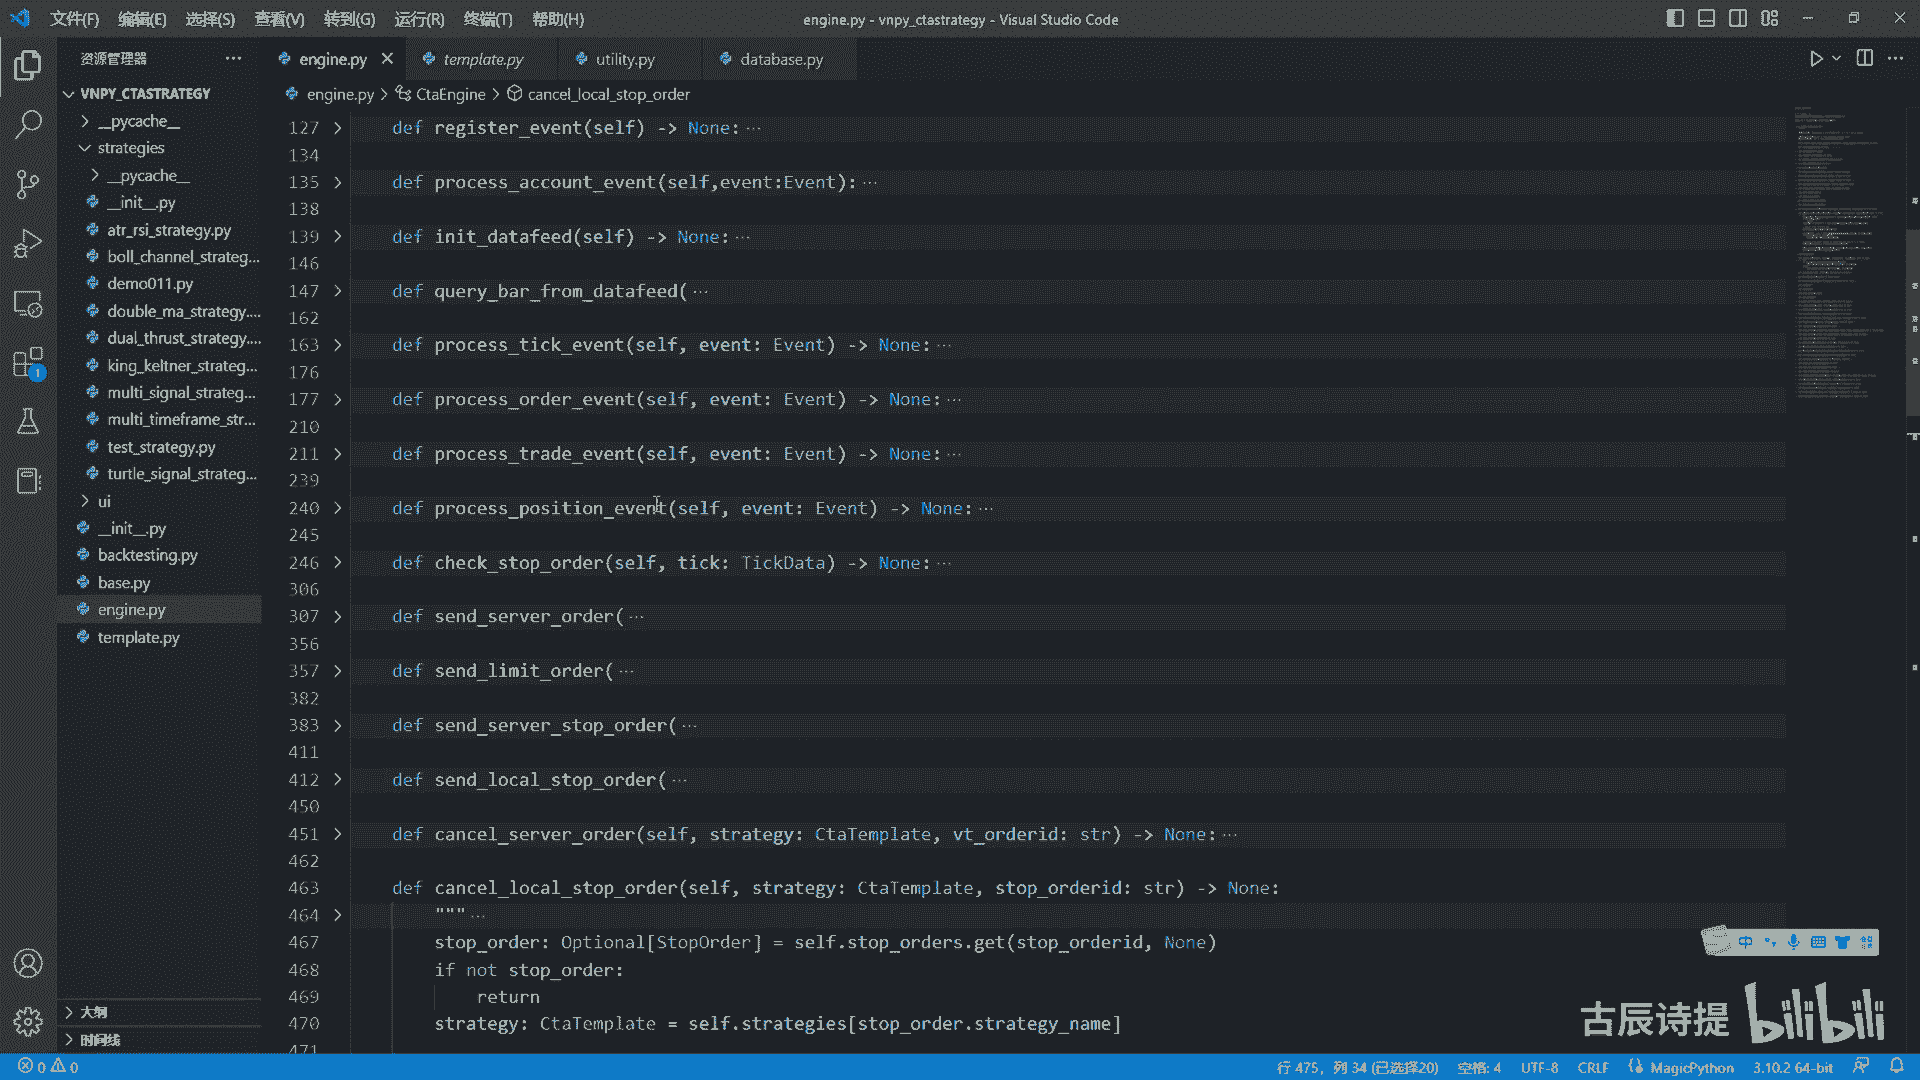 文件(F) 编辑(E) 选择(S) 查看(V) 转到(G) 运行(R) 终端(T) 帮助(H)
engine.py - vnpy_ctastrategy - Visual Studio Code
资源管理器
engine.py
template.py
utility.py
database.py
VNPY_CTASTRATEGY
engine.py > CtaEngine > cancel_local_stop_order
__pycache__
strategies
__pycache__
__init__.py
atr_rsi_strategy.py
boll_channel_strateg...
demo011.py
double_ma_strategy....
dual_thrust_strategy....
king_keltner_strateg...
multi_signal_strateg...
multi_timeframe_str...
test_strategy.py
turtle_signal_strateg...
ui
__init__.py
backtesting.py
base.py
engine.py
template.py
大纲
时间线
127 def register_event(self) -> None: ...
134
135 def process_account_event(self,event:Event): ...
138
139 def init_datafeed(self) -> None: ...
146
147 def query_bar_from_datafeed( ...
162
163 def process_tick_event(self, event: Event) -> None: ...
176
177 def process_order_event(self, event: Event) -> None: ...
210
211 def process_trade_event(self, event: Event) -> None: ...
239
240 def process_position_event(self, event: Event) -> None: ...
245
246 def check_stop_order(self, tick: TickData) -> None: ...
306
307 def send_server_order( ...
356
357 def send_limit_order( ...
382
383 def send_server_stop_order( ...
411
412 def send_local_stop_order( ...
450
451 def cancel_server_order(self, strategy: CtaTemplate, vt_orderid: str) -> None: ...
462
463 def cancel_local_stop_order(self, strategy: CtaTemplate, stop_orderid: str) -> None:
464 """ ...
467 stop_order: Optional[StopOrder] = self.stop_orders.get(stop_orderid, None)
468 if not stop_order:
469 return
470 strategy: CtaTemplate = self.strategies[stop_order.strategy_name]
471
1
中
古辰诗提 bilibili
0 0
行 475，列 34 (已选择20) 空格: 4 UTF-8 CRLF MagicPython 3.10.2 64-bit